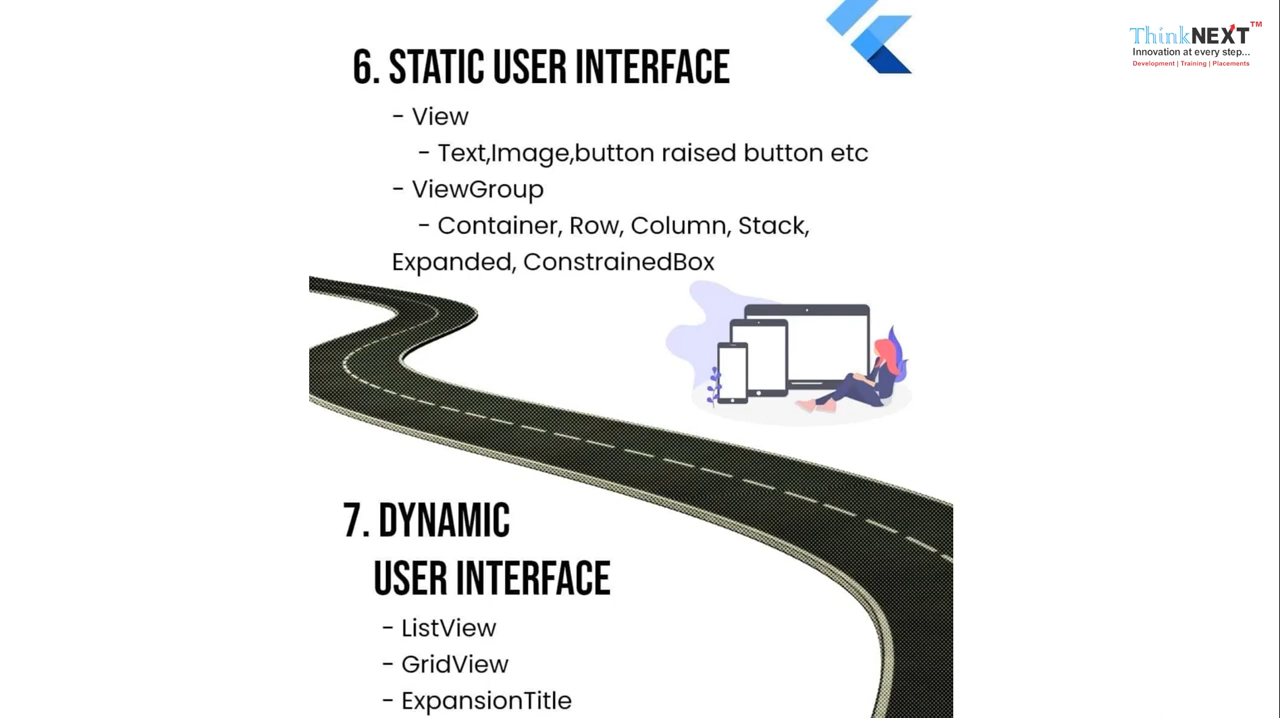 ThinkNEXT™
Innovation at every step...
Development | Training | Placements
6. STATIC USER INTERFACE
- View
- Text,Image,button raised button etc
- ViewGroup
- Container, Row, Column, Stack,
Expanded, ConstrainedBox
7. DYNAMIC
USER INTERFACE
- ListView
- GridView
- ExpansionTitle